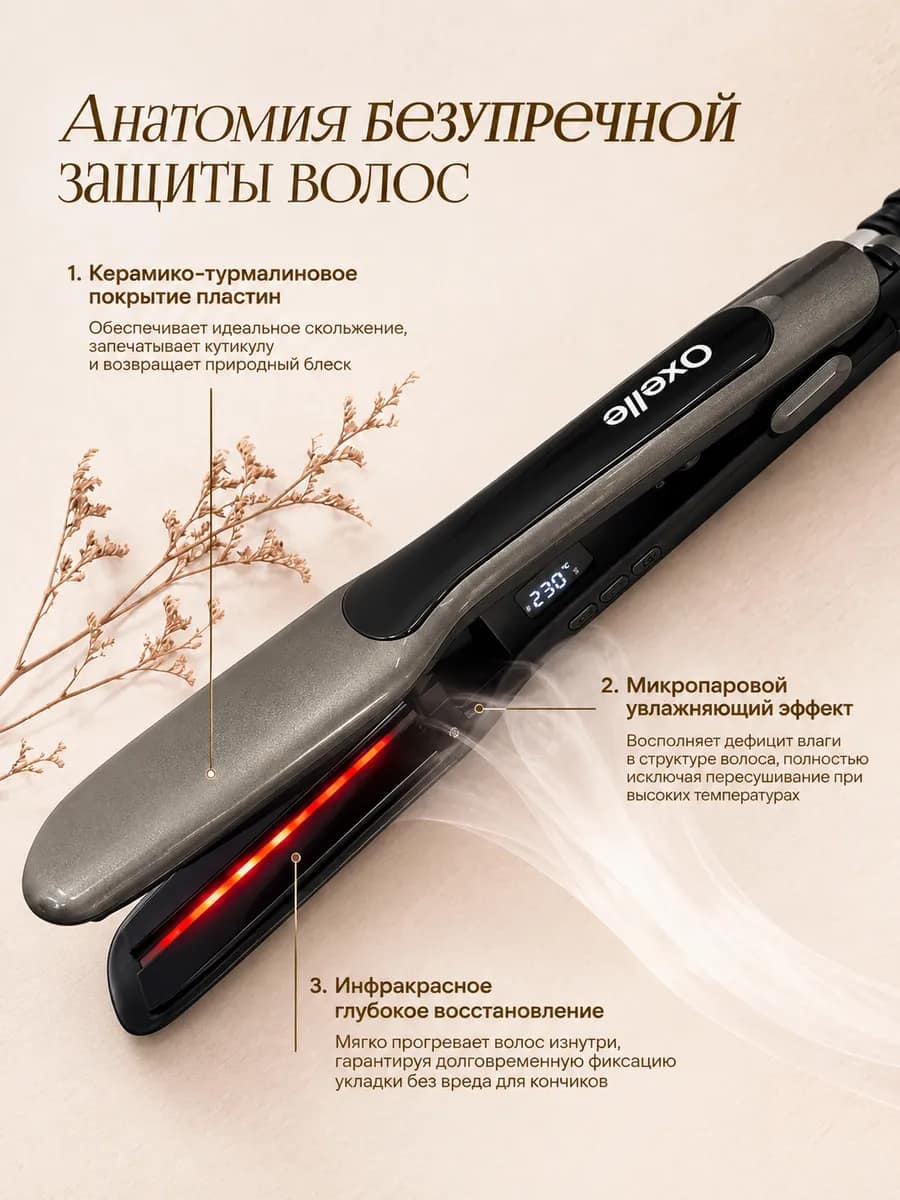 Анатомия безупречной
защиты волос
1. Керамико-турмалиновое
покрытие пластин
Обеспечивает идеальное скольжение,
запечатывает кутикулу
и возвращает природный блеск
Oxelle
230 °C
2. Микропаровой
увлажняющий эффект
Восполняет дефицит влаги
в структуре волоса, полностью
исключая пересушивание при
высоких температурах
3. Инфракрасное
глубокое восстановление
Мягко прогревает волос изнутри,
гарантируя долговременную фиксацию
укладки без вреда для кончиков